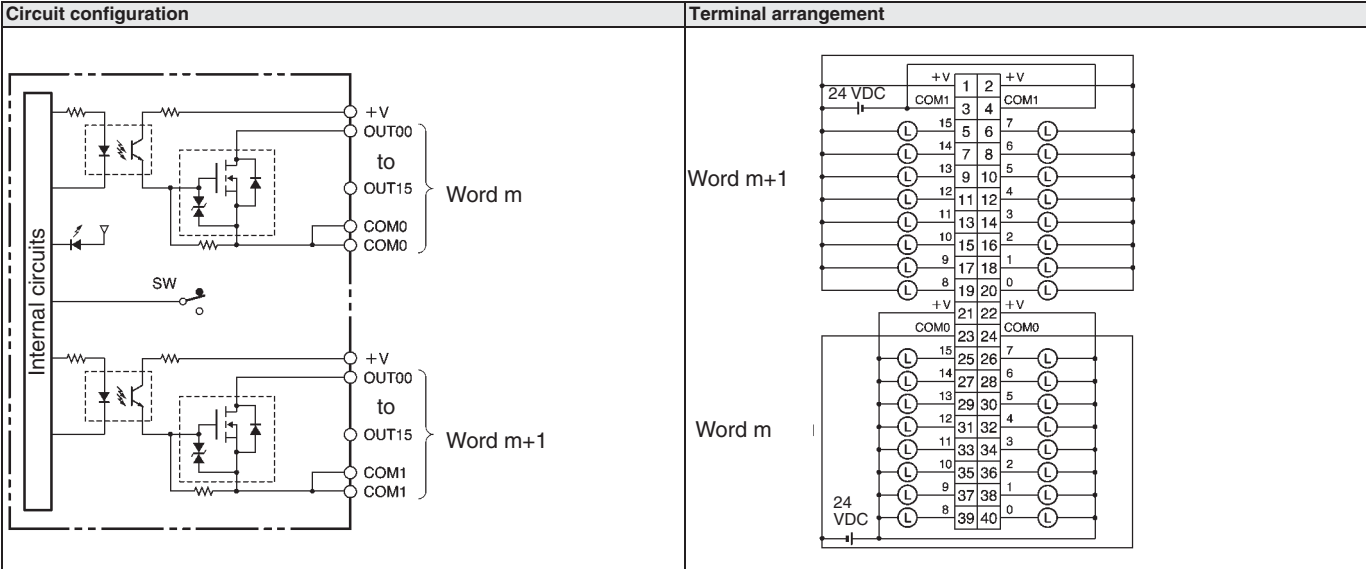 Circuit configuration
Terminal arrangement
+V
OUT00
to
OUT15
COM0
COM0
Word m
Internal circuits
SW
+V
OUT00
to
OUT15
COM1
COM1
Word m+1
24 VDC
Word m+1
+V 1 2 +V
COM1 3 4 COM1
L 15 5 6 7 L
L 14 7 8 6 L
L 13 9 10 5 L
L 12 11 12 4 L
L 11 13 14 3 L
L 10 15 16 2 L
L 9 17 18 1 L
L 8 19 20 0 L
+V 21 22 +V
COM0 23 24 COM0
L 15 25 26 7 L
L 14 27 28 6 L
L 13 29 30 5 L
L 12 31 32 4 L
L 11 33 34 3 L
L 10 35 36 2 L
L 9 37 38 1 L
L 8 39 40 0 L
Word m
24
VDC